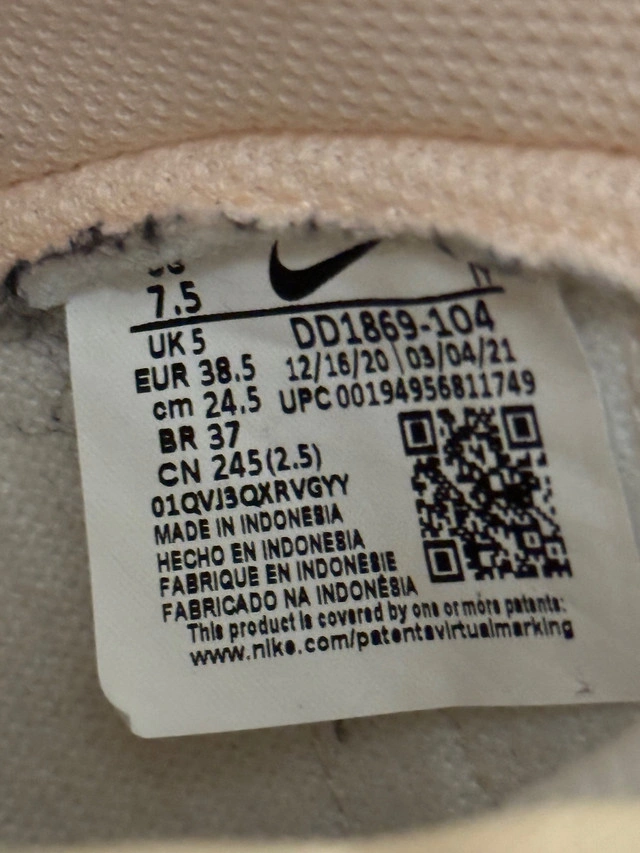 7.5
UK 5 DD1869-104
EUR 38.5 12/16/20\03/04/21
cm 24.5 UPC 00194956811749
BR 37
CN 245(2.5)
01QVJ3QXRVGYY
MADE IN INDONESIA
HECHO EN INDONESIA
FABRIQUE EN INDONÉSIE
FABRICADO NA INDONÉSIA
This product is covered by one or more patents:
www.nike.com/patentsvirtualmarking